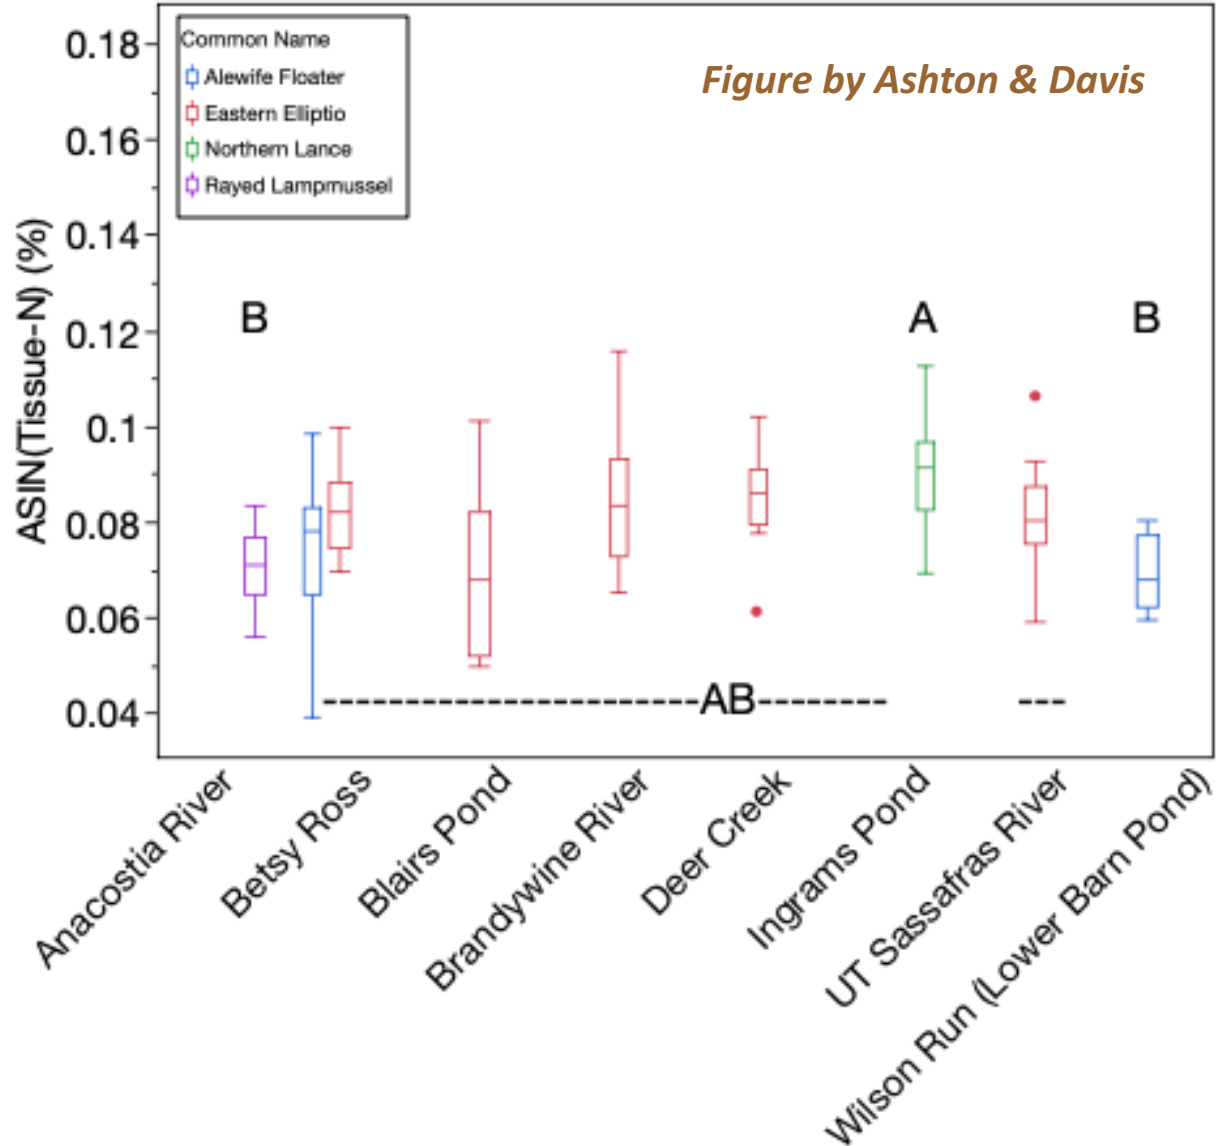 Figure by Ashton & Davis
Common Name
Alewife Floater
Eastern Elliptio
Northern Lance
Rayed Lampmussel
ASIN(Tissue-N) (%)
0.18
0.16
0.14
0.12
0.1
0.08
0.06
0.04
B
A
B
AB
Anacostia River
Betsy Ross
Blairs Pond
Brandywine River
Deer Creek
Ingrams Pond
UT Sassafras River
Wilson Run (Lower Barn Pond)